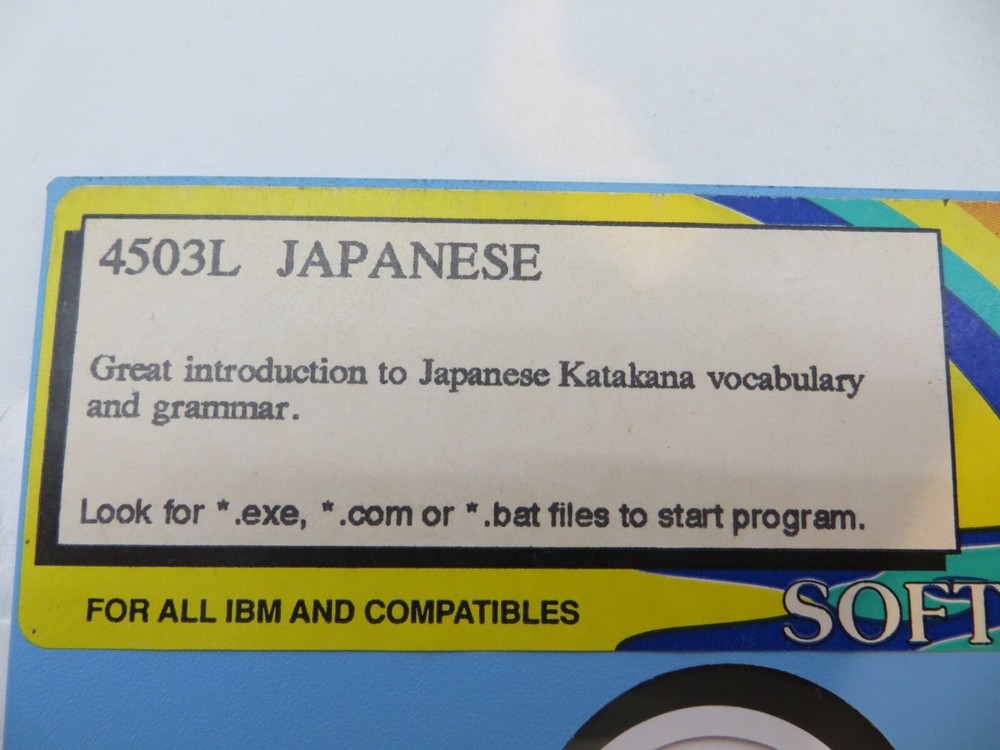 4503L JAPANESE
Great introduction to Japanese Katakana vocabulary
and grammar.
Look for *.exe, *.com or *.bat files to start program.
FOR ALL IBM AND COMPATIBLES
SOFT